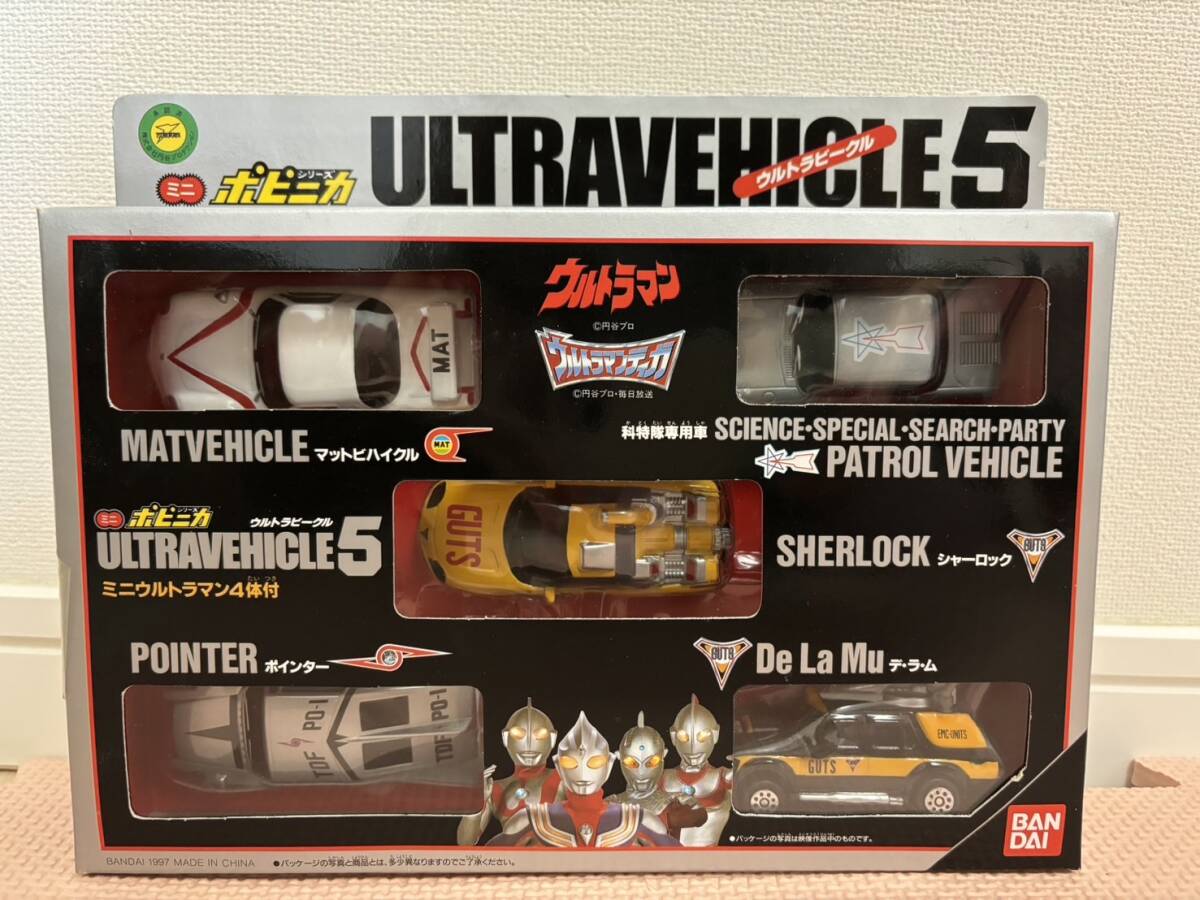 ULTRAVEHICLE5
ウルトラビークル
ミニ
ポピニカ
シリーズ
ウルトラマン
©円谷プロ
ウルトラマンティガ
©円谷プロ・毎日放送
MAT
MATVEHICLE マットビハイクル
MAT
科特隊専用車 SCIENCE・SPECIAL・SEARCH・PARTY
PATROL VEHICLE
ミニ ポピニカ シリーズ ウルトラビークル
ULTRAVEHICLE5
ミニウルトラマン4体付
たい つき
GUTS
SHERLOCK シャーロック
GUTS
POINTER ポインター
GUTS
De La Mu デ・ラ・ム
TDF PO-1
TDF PO-1
GUTS
EMC-UNITS
●パッケージの写真は映像作品中のものです。
BANDAI 1997 MADE IN CHINA
●パッケージの写真と商品とは、多少異なりますのでご了承ください。
BAN
DAI